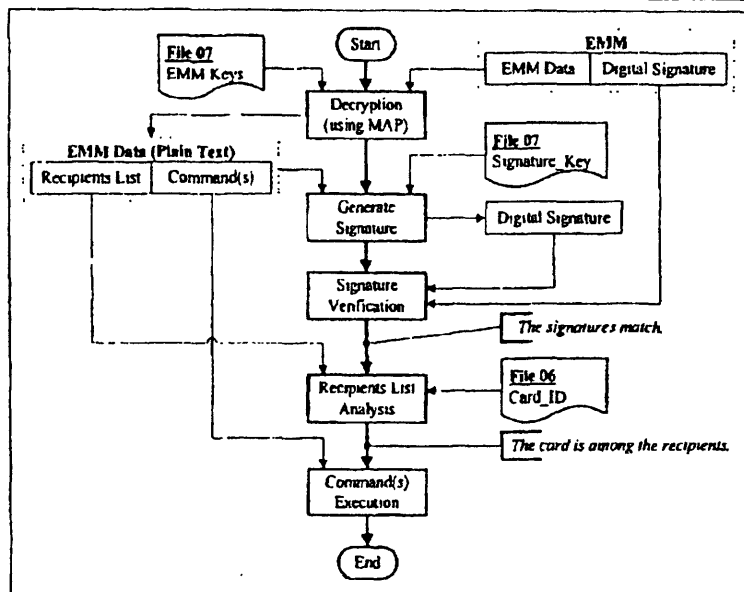 Start
File 07
EMM Keys
EMM
EMM Data
Digital Signature
Decryption
(using MAP)
EMM Data (Plain Text)
Recipients List
Command(s)
File 07
Signature_Key
Generate
Signature
Digital Signature
Signature
Verification
The signatures match.
Recipients List
Analysis
File 06
Card_ID
The card is among the recipients.
Command(s)
Execution
End